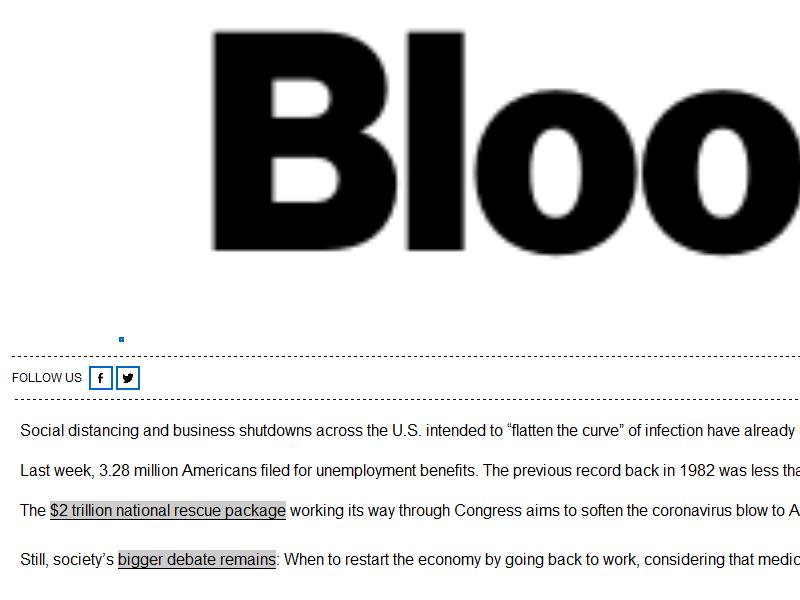 Bloo
FOLLOW US
Social distancing and business shutdowns across the U.S. intended to “flatten the curve” of infection have already
Last week, 3.28 million Americans filed for unemployment benefits. The previous record back in 1982 was less tha
The $2 trillion national rescue package working its way through Congress aims to soften the coronavirus blow to A
Still, society’s bigger debate remains: When to restart the economy by going back to work, considering that medic